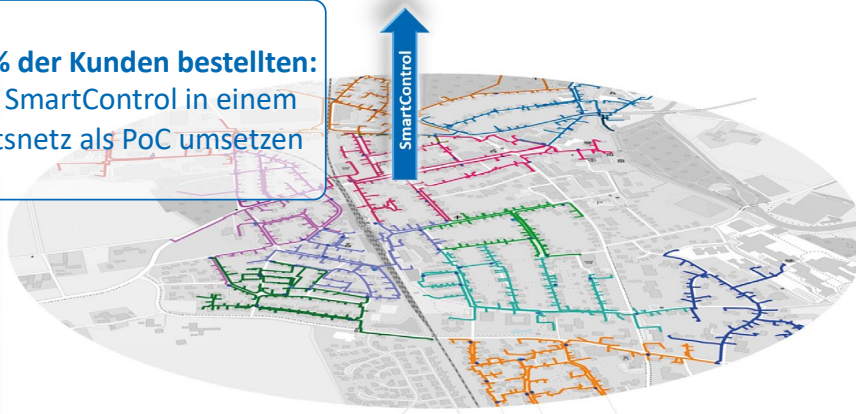 % der Kunden bestellten:
SmartControl in einem
tsnetz als PoC umsetzen
SmartControl